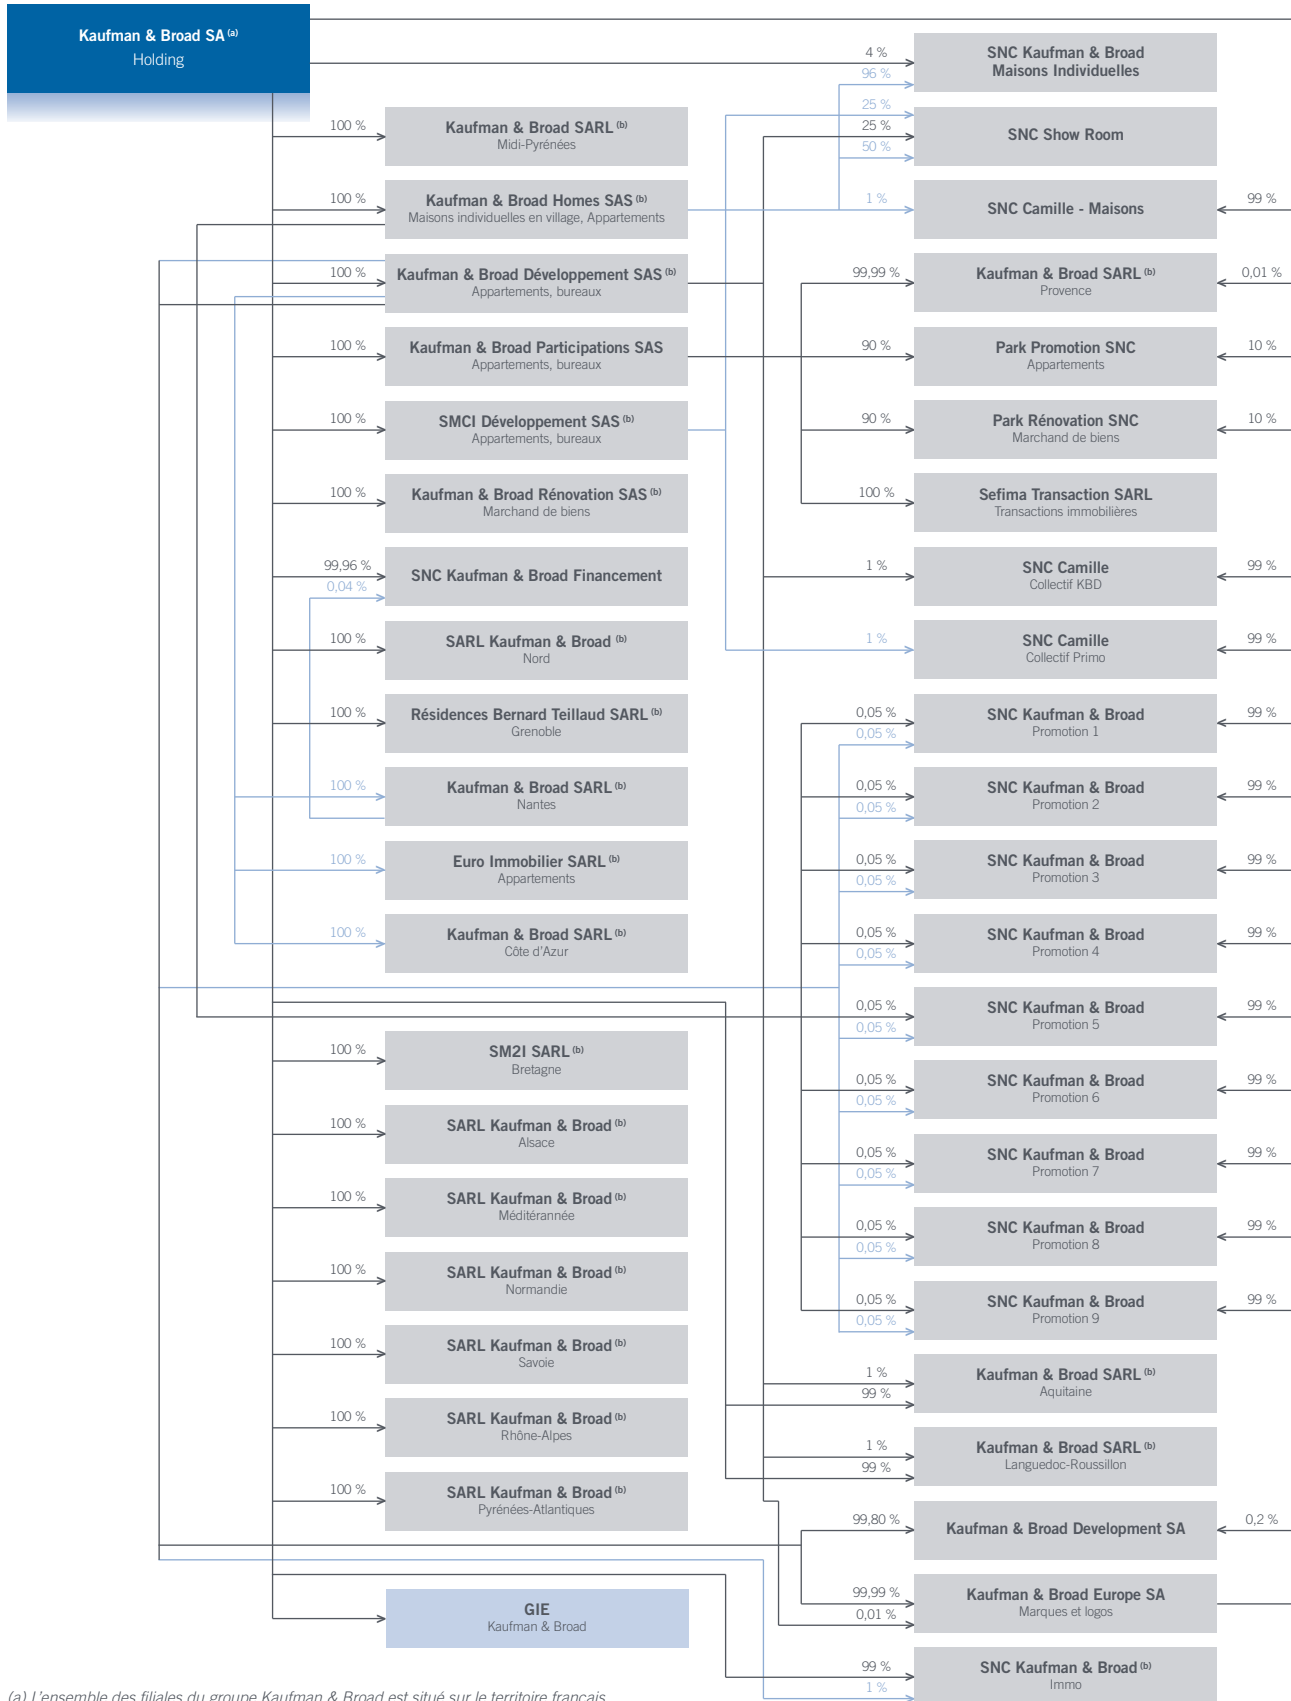 Kaufman & Broad SA (a)
Holding
100 %
Kaufman & Broad SARL (b)
Midi-Pyrénées
100 %
Kaufman & Broad Homes SAS (b)
Maisons individuelles en village, Appartements
100 %
Kaufman & Broad Développement SAS (b)
Appartements, bureaux
100 %
Kaufman & Broad Participations SAS
Appartements, bureaux
100 %
SMCI Développement SAS (b)
Appartements, bureaux
100 %
Kaufman & Broad Rénovation SAS (b)
Marchand de biens
99,96 %
0,04 %
SNC Kaufman & Broad Financement
100 %
SARL Kaufman & Broad (b)
Nord
100 %
Résidences Bernard Teillaud SARL (b)
Grenoble
100 %
Kaufman & Broad SARL (b)
Nantes
100 %
Euro Immobilier SARL (b)
Appartements
100 %
Kaufman & Broad SARL (b)
Côte d'Azur
100 %
SM2I SARL (b)
Bretagne
100 %
SARL Kaufman & Broad (b)
Alsace
100 %
SARL Kaufman & Broad (b)
Méditérannée
100 %
SARL Kaufman & Broad (b)
Normandie
100 %
SARL Kaufman & Broad (b)
Savoie
100 %
SARL Kaufman & Broad (b)
Rhône-Alpes
100 %
SARL Kaufman & Broad (b)
Pyrénées-Atlantiques
GIE
Kaufman & Broad
4 %
96 %
SNC Kaufman & Broad
Maisons Individuelles
25 %
25 %
50 %
SNC Show Room
1 %
SNC Camille - Maisons
99 %
99,99 %
Kaufman & Broad SARL (b)
Provence
0,01 %
90 %
Park Promotion SNC
Appartements
10 %
90 %
Park Rénovation SNC
Marchand de biens
10 %
100 %
Sefima Transaction SARL
Transactions immobilières
1 %
SNC Camille
Collectif KBD
99 %
1 %
SNC Camille
Collectif Primo
99 %
0,05 %
0,05 %
SNC Kaufman & Broad
Promotion 1
99 %
0,05 %
0,05 %
SNC Kaufman & Broad
Promotion 2
99 %
0,05 %
0,05 %
SNC Kaufman & Broad
Promotion 3
99 %
0,05 %
0,05 %
SNC Kaufman & Broad
Promotion 4
99 %
0,05 %
0,05 %
SNC Kaufman & Broad
Promotion 5
99 %
0,05 %
0,05 %
SNC Kaufman & Broad
Promotion 6
99 %
0,05 %
0,05 %
SNC Kaufman & Broad
Promotion 7
99 %
0,05 %
0,05 %
SNC Kaufman & Broad
Promotion 8
99 %
0,05 %
0,05 %
SNC Kaufman & Broad
Promotion 9
99 %
1 %
99 %
Kaufman & Broad SARL (b)
Aquitaine
1 %
99 %
Kaufman & Broad SARL (b)
Languedoc-Roussillon
99,80 %
Kaufman & Broad Development SA
0,2 %
99,99 %
0,01 %
Kaufman & Broad Europe SA
Marques et logos
99 %
1 %
SNC Kaufman & Broad (b)
Immo
(a) L'ensemble des filiales du groupe Kaufman & Broad est situé sur le territoire français